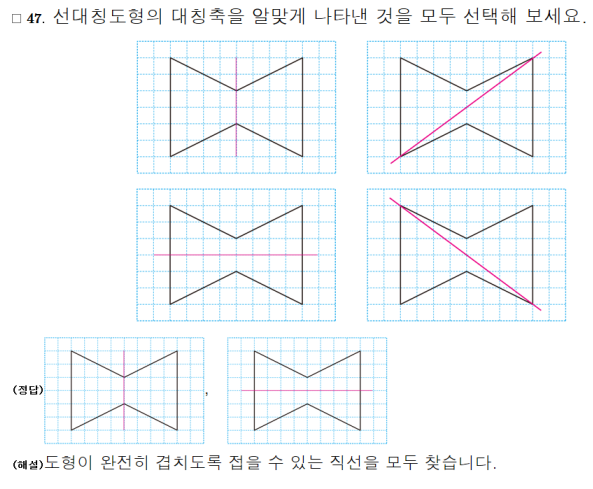 □ 47. 선대칭도형의 대칭축을 알맞게 나타낸 것을 모두 선택해 보세요.
(정답) ,
(해설)도형이 완전히 겹치도록 접을 수 있는 직선을 모두 찾습니다.